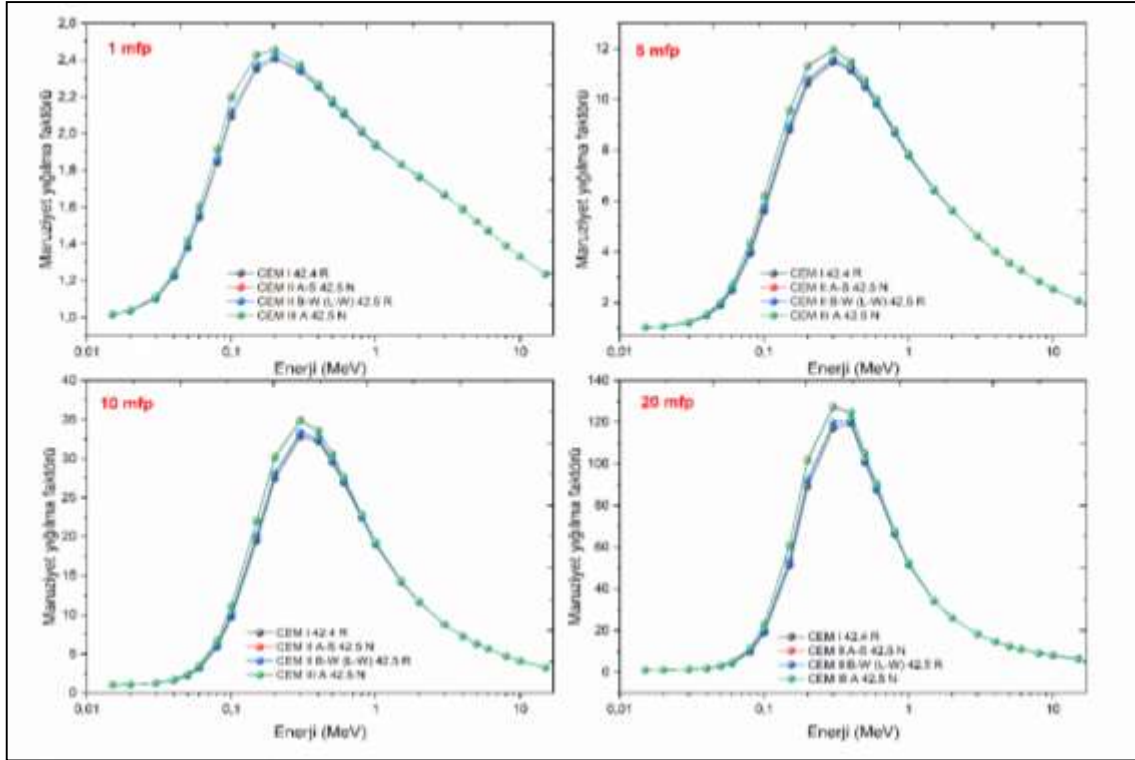 1 mfp
Maruziyet yığılma faktörü
2,6
2,4
2,2
2,0
1,8
1,6
1,4
1,2
1,0
CEM I 42.4 R
CEM II A-S 42.5 N
CEM II B-W (L-W) 42.5 R
CEM III A 42.5 N
0,01
0,1
1
10
Enerji (MeV)
5 mfp
Maruziyet yığılma faktörü
12
10
8
6
4
2
CEM I 42.4 R
CEM II A-S 42.5 N
CEM II B-W (L-W) 42.5 R
CEM III A 42.5 N
0,01
0,1
1
10
Enerji (MeV)
10 mfp
Maruziyet yığılma faktörü
40
35
30
25
20
15
10
5
0
CEM I 42.4 R
CEM II A-S 42.5 N
CEM II B-W (L-W) 42.5 R
CEM III A 42.5 N
0,01
0,1
1
10
Enerji (MeV)
20 mfp
Maruziyet yığılma faktörü
140
120
100
80
60
40
20
0
CEM I 42.4 R
CEM II A-S 42.5 N
CEM II B-W (L-W) 42.5 R
CEM III A 42.5 N
0,01
0,1
1
10
Enerji (MeV)